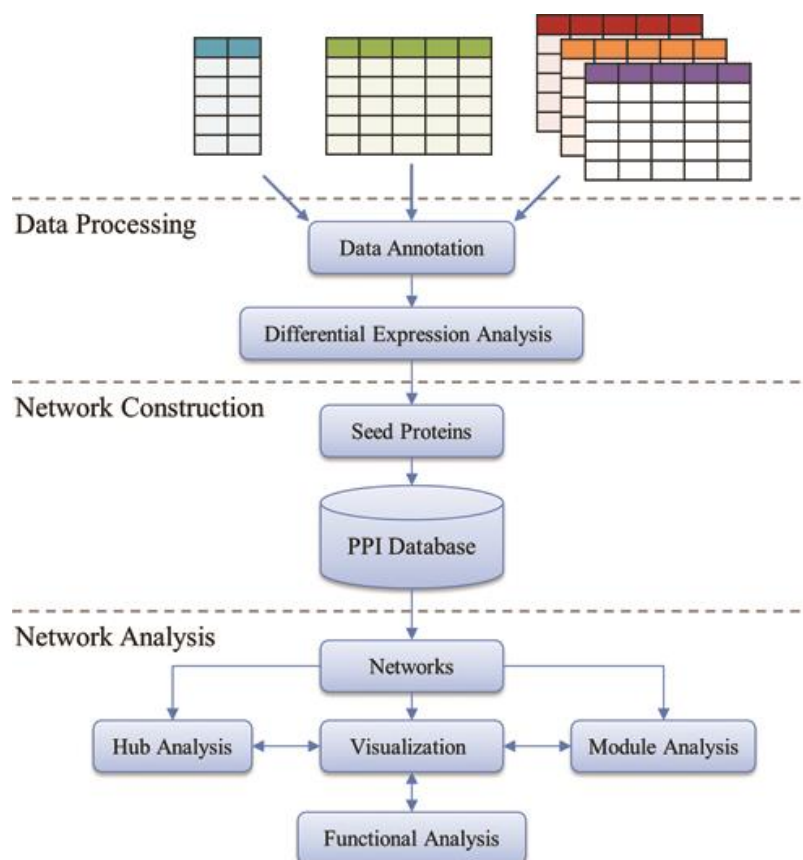 Data Processing
Data Annotation
Differential Expression Analysis
Network Construction
Seed Proteins
PPI Database
Network Analysis
Networks
Hub Analysis
Visualization
Module Analysis
Functional Analysis